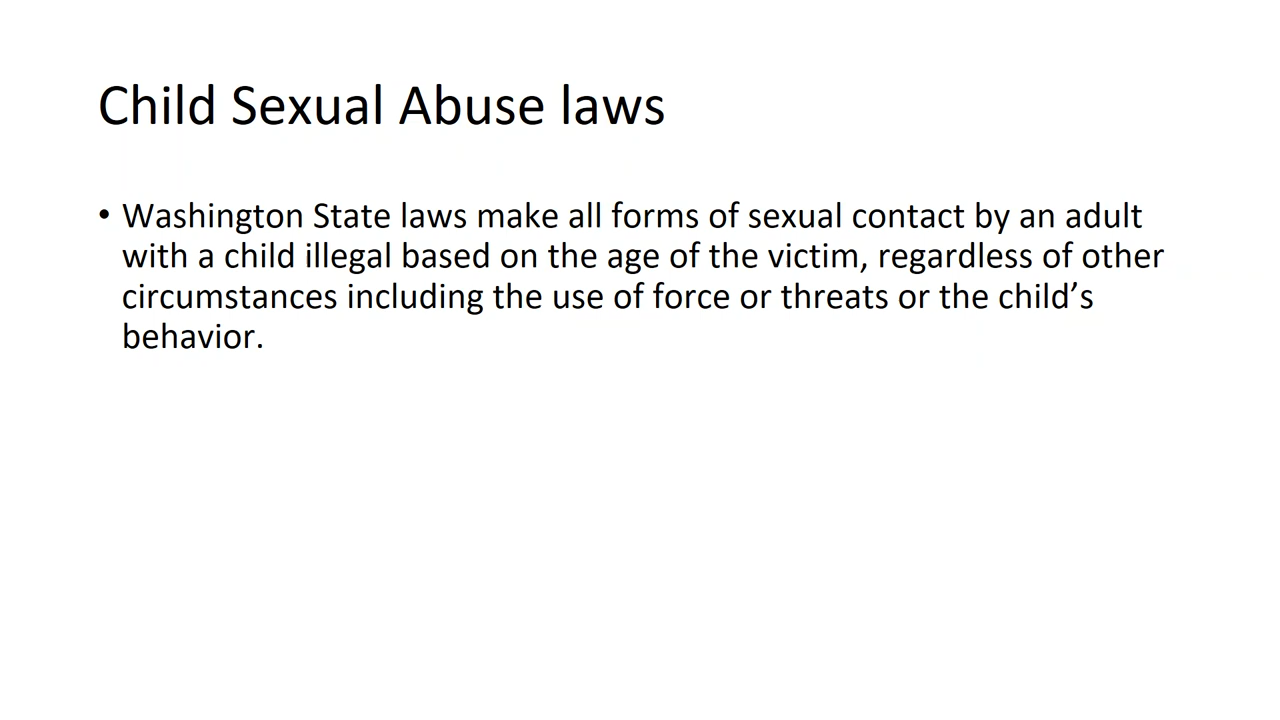 Child Sexual Abuse laws
• Washington State laws make all forms of sexual contact by an adult
with a child illegal based on the age of the victim, regardless of other
circumstances including the use of force or threats or the child’s
behavior.